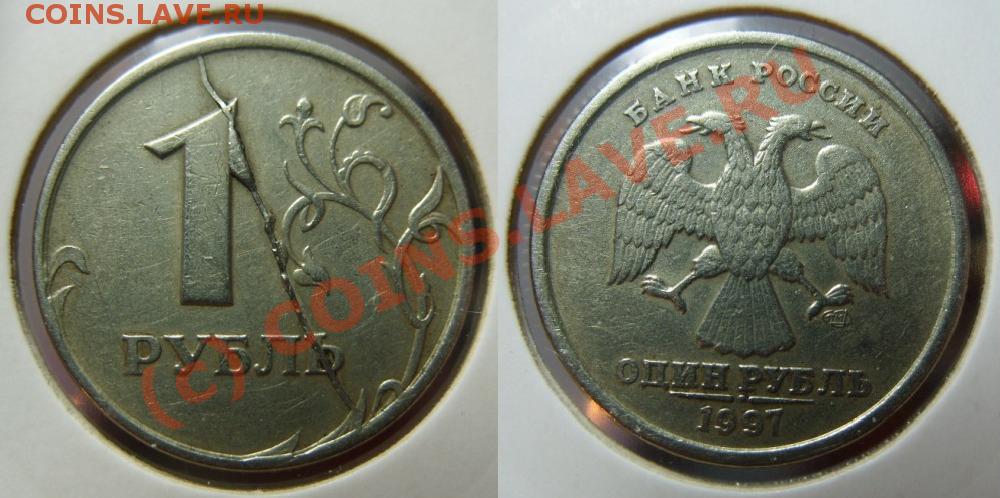 COINS.LAVE.RU
1
РУБЛЬ
(c) COINS.LAVE.RU
БАНК РОССИИ
ОДИН РУБЛЬ
1997